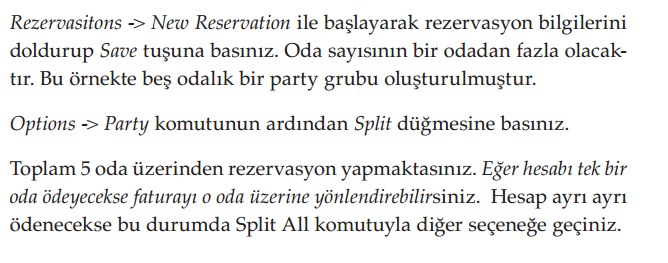 Rezervasitons -> New Reservation ile başlayarak rezervasyon bilgilerini
doldurup Save tuşuna basınız. Oda sayısının bir odadan fazla olacak-
tır. Bu örnekte beş odalık bir party grubu oluşturulmuştur.
Options -> Party komutunun ardından Split düğmesine basınız.
Toplam 5 oda üzerinden rezervasyon yapmaktasınız. Eğer hesabı tek bir
oda ödeyecekse faturayı o oda üzerine yönlendirebilirsiniz. Hesap ayrı ayrı
ödenecekse bu durumda Split All komutuyla diğer seçeneğe geçiniz.